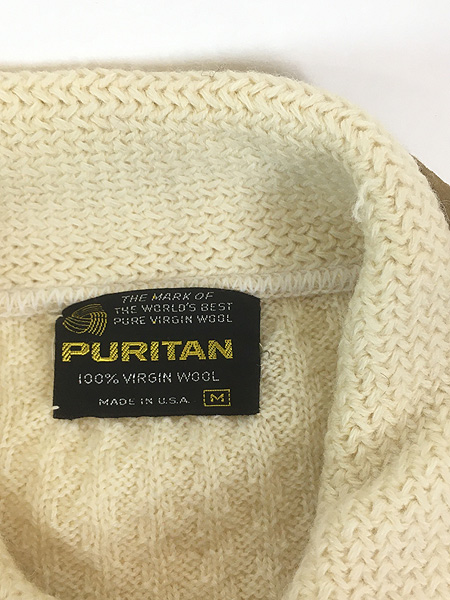 THE MARK OF
THE WORLD'S BEST
PURE VIRGIN WOOL
PURITAN
100% VIRGIN WOOL
MADE IN U.S.A. M